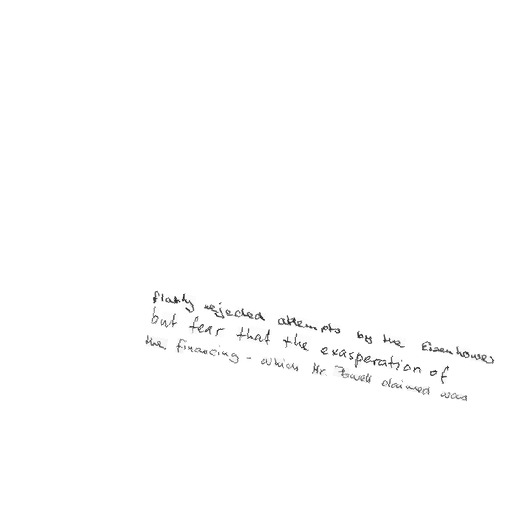 flatly rejected attempts by the Eisenhower
but fear that the exasperation of
the financing - which Mr. Powell claimed was